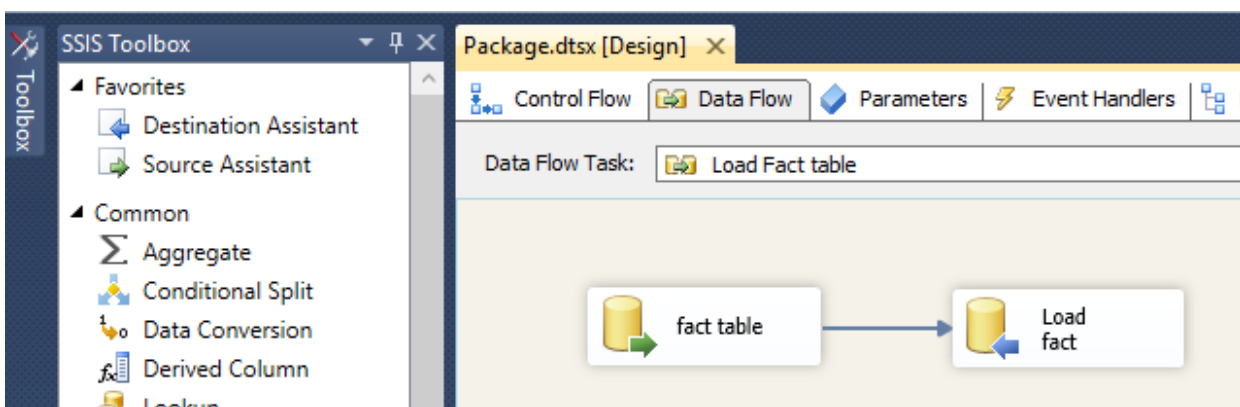 Toolbox
SSIS Toolbox
Favorites
Destination Assistant
Source Assistant
Common
Aggregate
Conditional Split
Data Conversion
Derived Column
Lookup
Package.dtsx [Design]
Control Flow
Data Flow
Parameters
Event Handlers
Data Flow Task:
Load Fact table
fact table
Load
fact